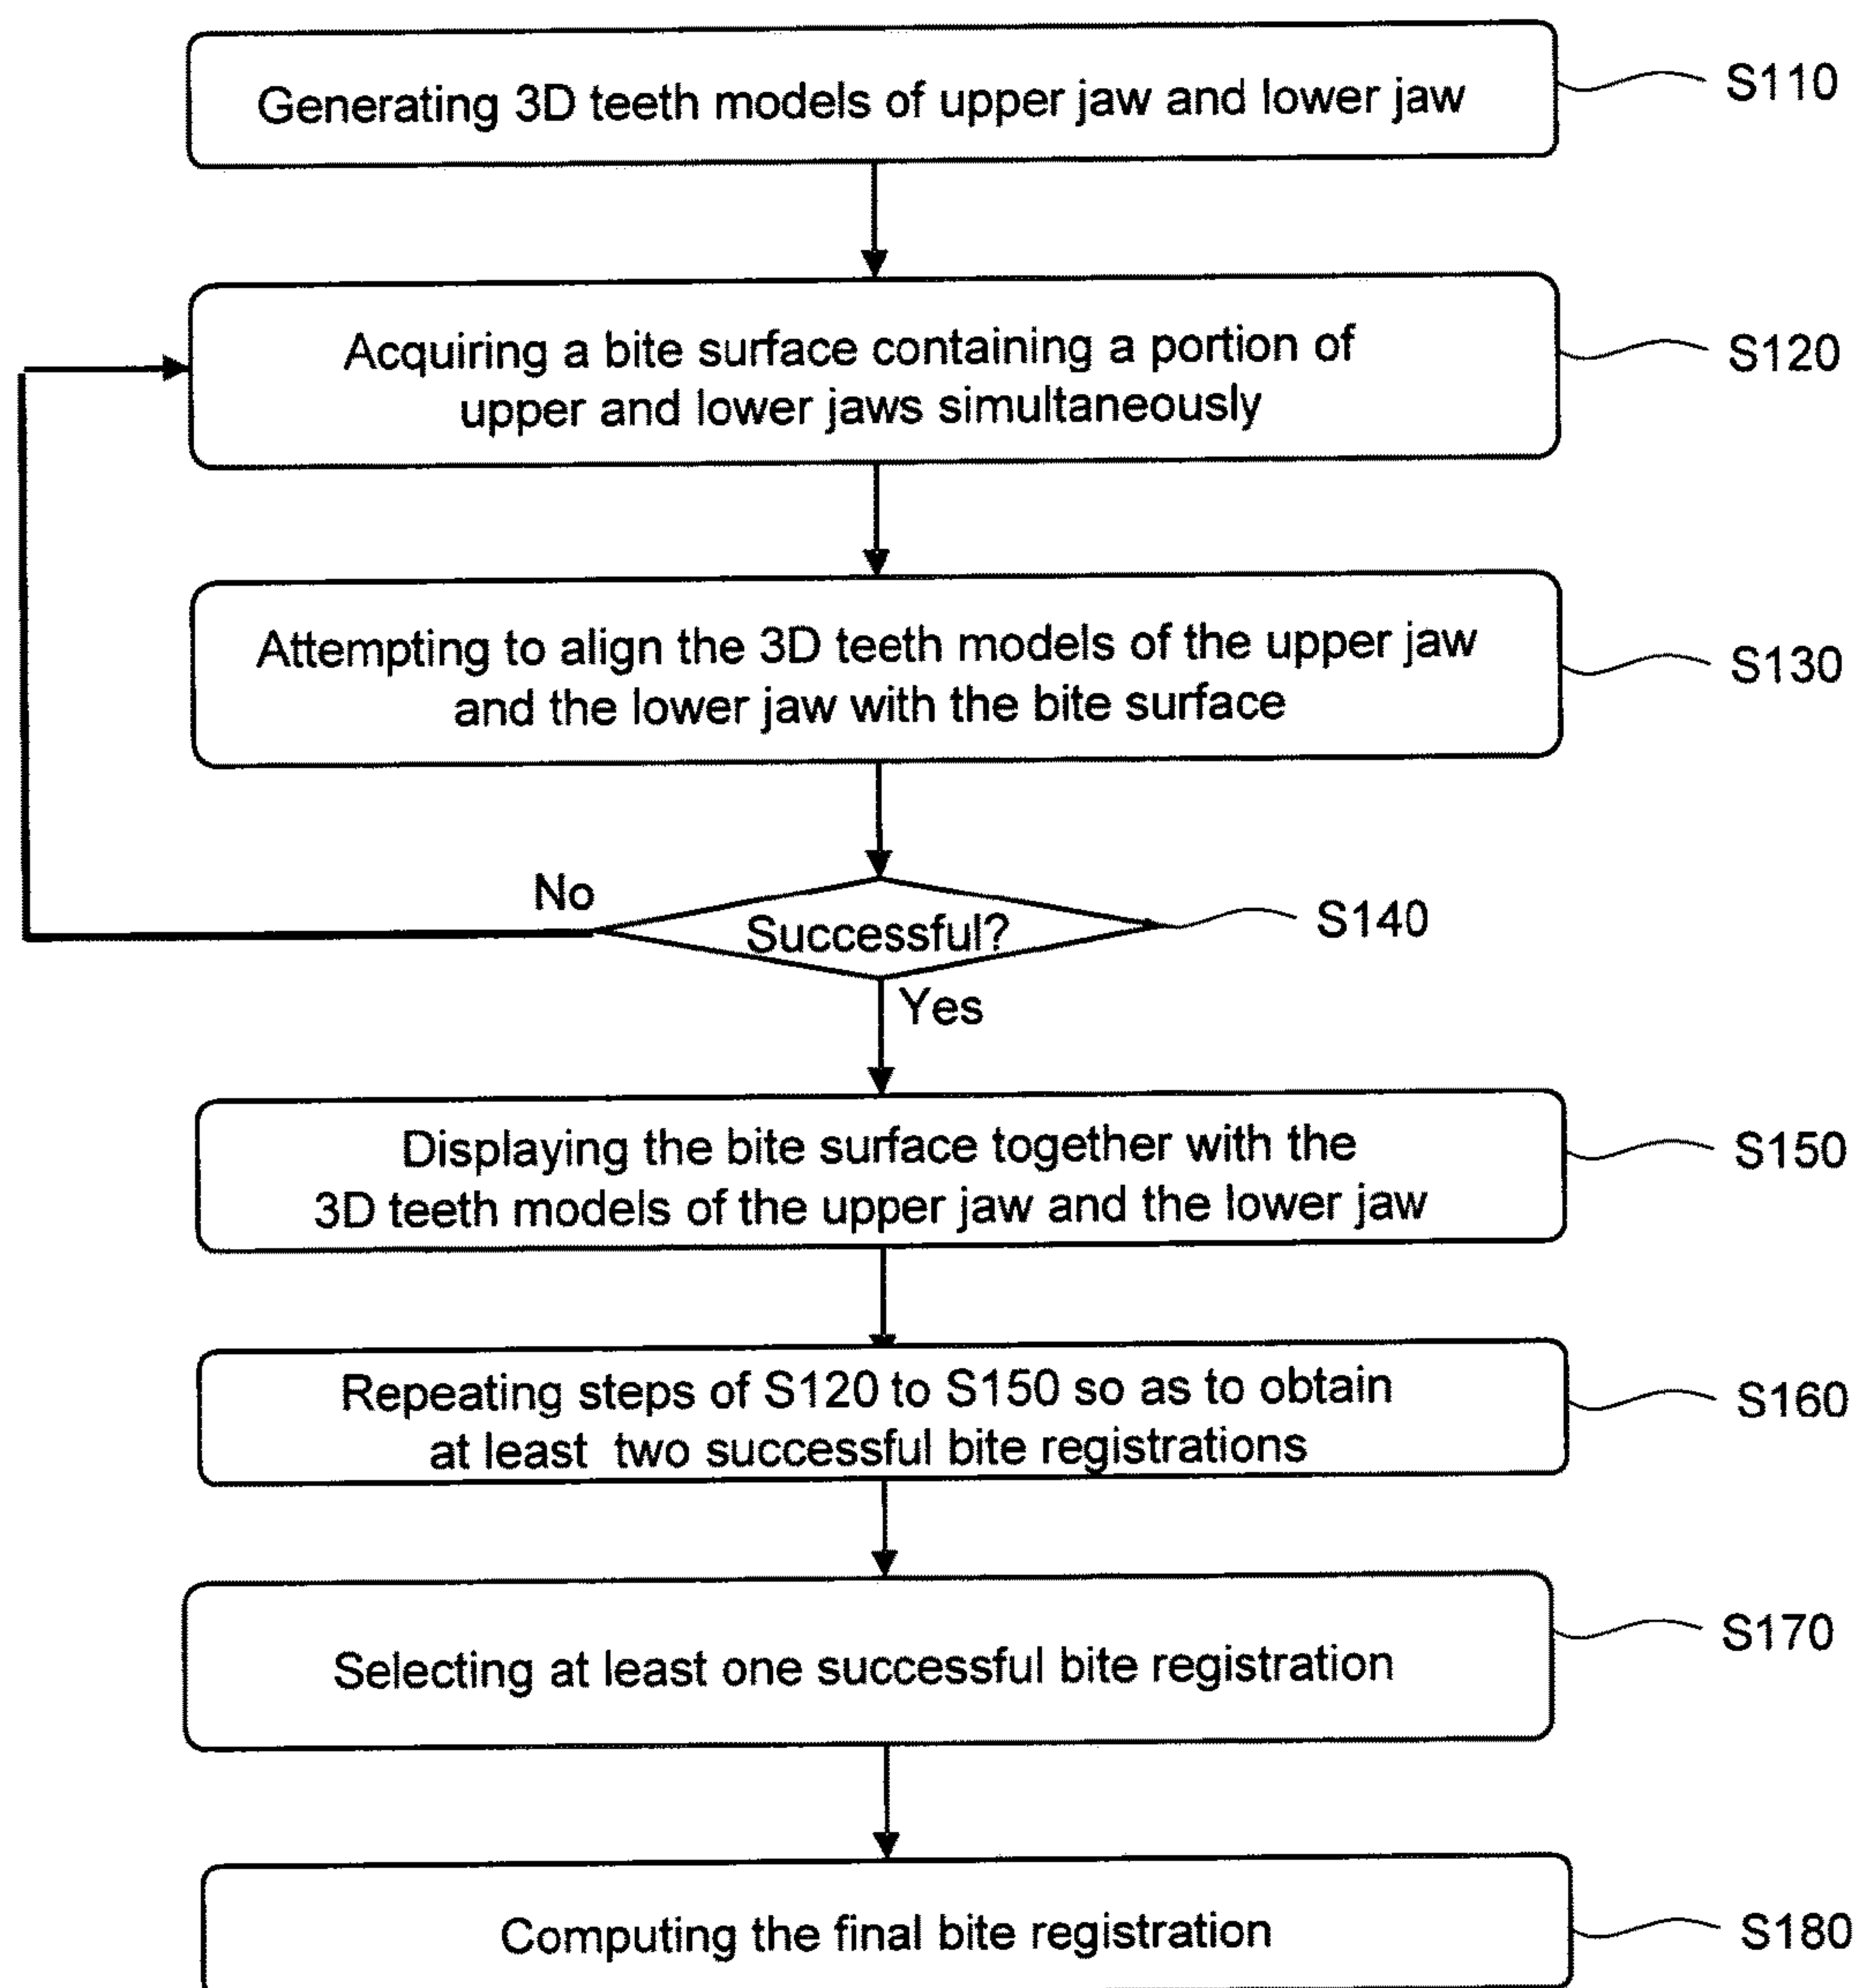 Generating 3D teeth models of upper jaw and lower jaw
S110
Acquiring a bite surface containing a portion of
upper and lower jaws simultaneously
S120
Attempting to align the 3D teeth models of the upper jaw
and the lower jaw with the bite surface
S130
No
Successful?
S140
Yes
Displaying the bite surface together with the
3D teeth models of the upper jaw and the lower jaw
S150
Repeating steps of S120 to S150 so as to obtain
at least two successful bite registrations
S160
Selecting at least one successful bite registration
S170
Computing the final bite registration
S180